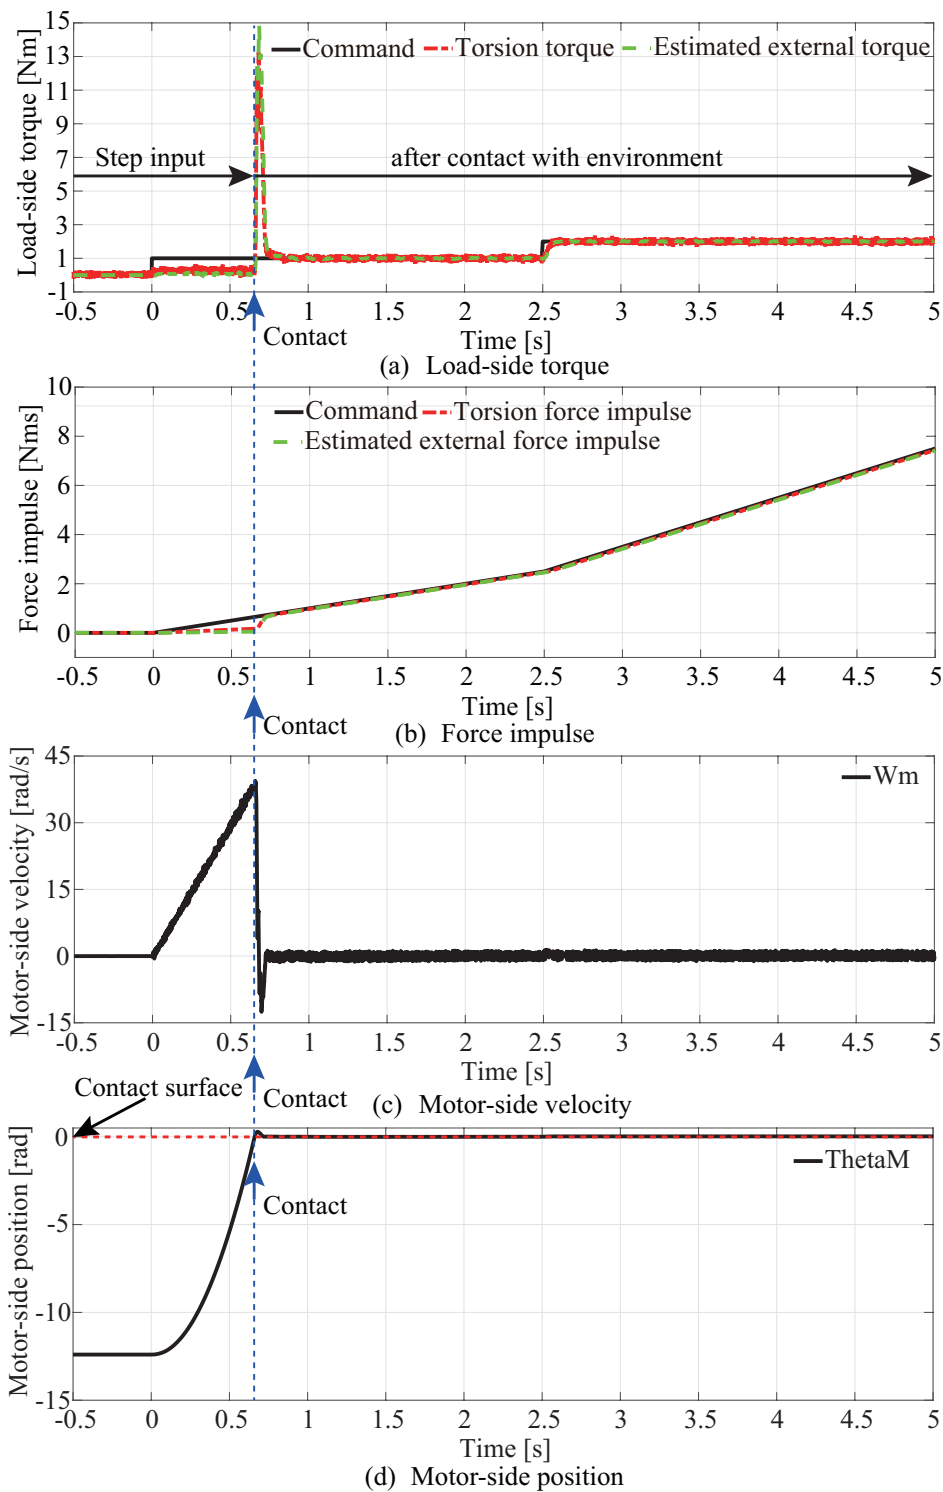 15
13
11
9
7
5
3
1
-1
Load-side torque [Nm]
Command Torsion torque Estimated external torque
Step input after contact with environment
-0.5 0 0.5 1 1.5 2 2.5 3 3.5 4 4.5 5
Contact
Time [s]
(a) Load-side torque
10
8
6
4
2
0
Force impulse [Nms]
Command Torsion force impulse
Estimated external force impulse
-0.5 0 0.5 1 1.5 2 2.5 3 3.5 4 4.5 5
Contact
Time [s]
(b) Force impulse
45
30
15
0
-15
Motor-side velocity [rad/s]
Wm
-0.5 0 0.5 1 1.5 2 2.5 3 3.5 4 4.5 5
Time [s]
Contact
(c) Motor-side velocity
Contact surface
0
-5
-10
-15
Motor-side position [rad]
ThetaM
Contact
-0.5 0 0.5 1 1.5 2 2.5 3 3.5 4 4.5 5
Time [s]
(d) Motor-side position